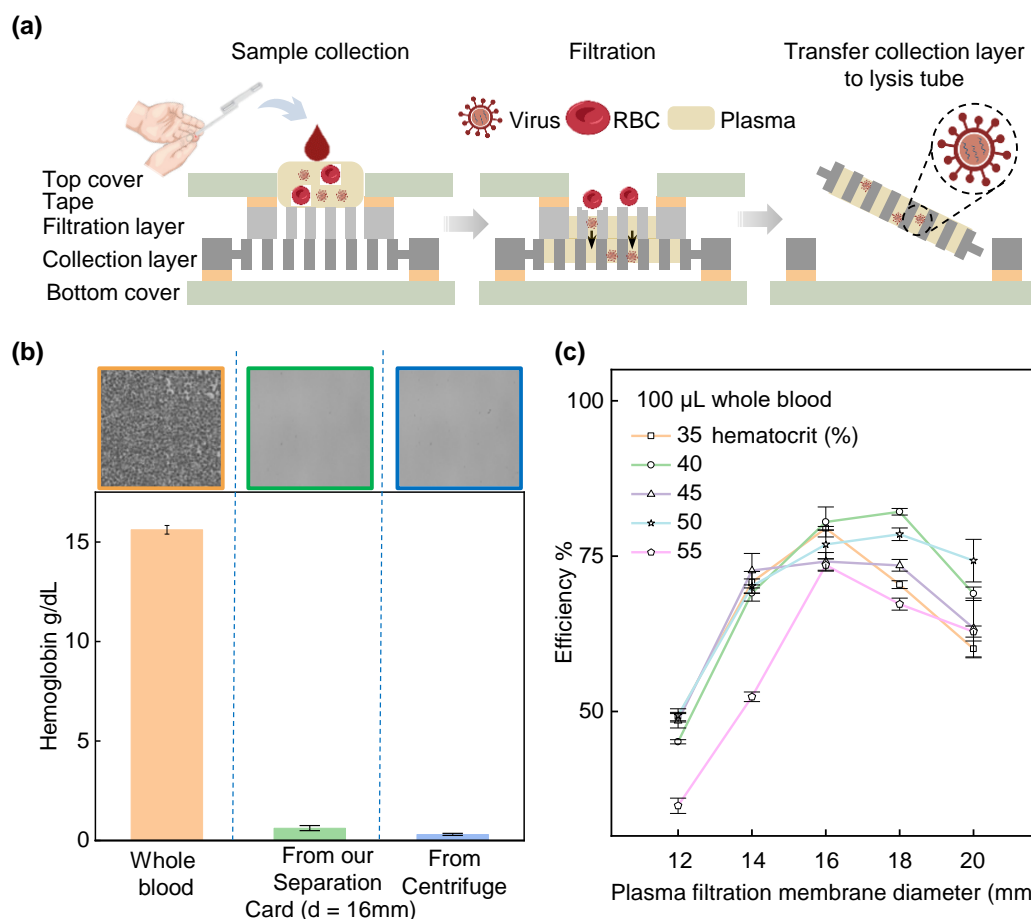 (a)
Sample collection
Filtration
Transfer collection layer
to lysis tube
Virus
RBC
Plasma
Top cover
Tape
Filtration layer
Collection layer
Bottom cover
(b)
Hemoglobin g/dL
15
10
5
0
Whole
blood
From our
Separation
Card (d = 16mm)
From
Centrifuge
(c)
100 µL whole blood
35 hematocrit (%)
40
45
50
55
Efficiency %
100
75
50
12
14
16
18
20
Plasma filtration membrane diameter (mm